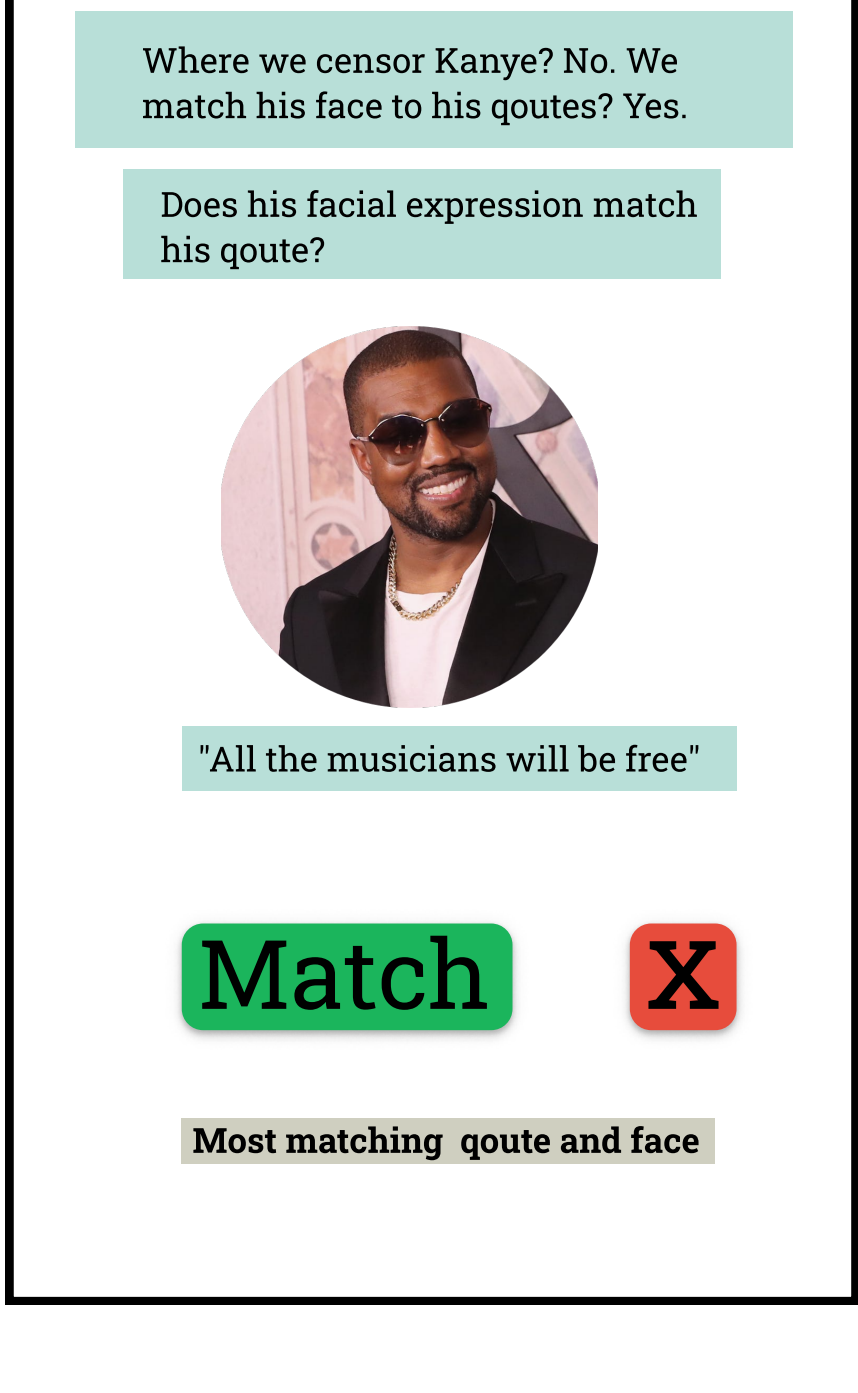 Where we censor Kanye? No. We
match his face to his qoutes? Yes.
Does his facial expression match
his qoute?
"All the musicians will be free"
Match
X
Most matching  qoute and face